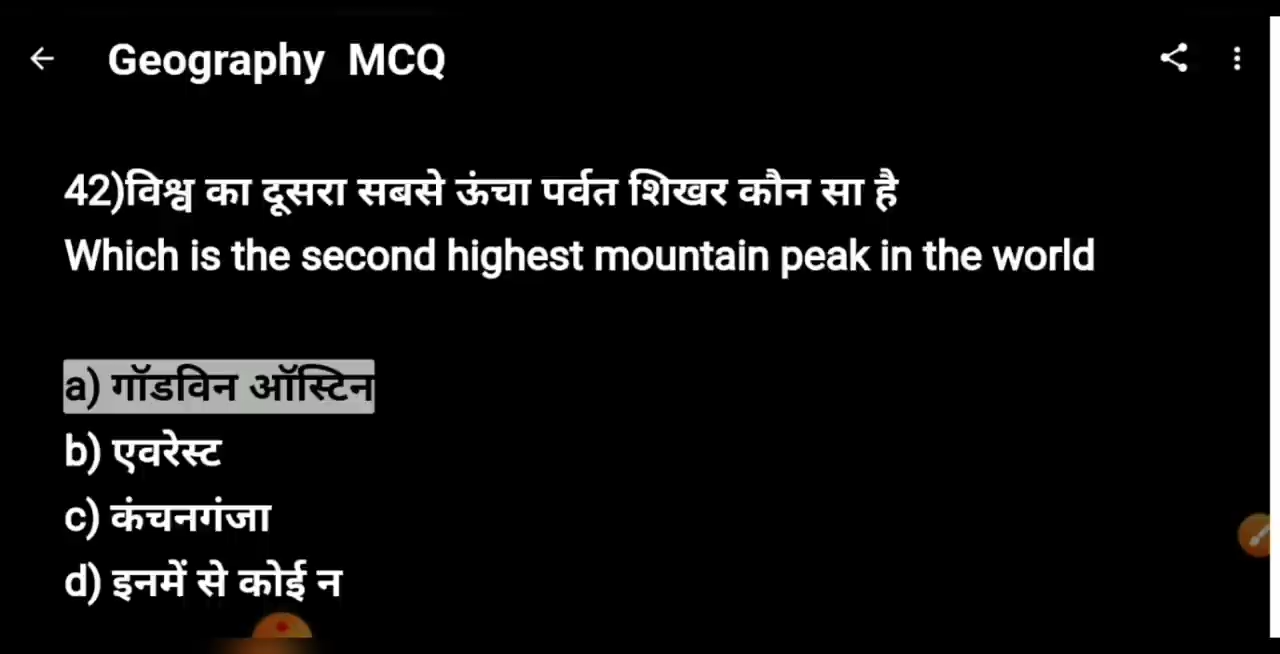 Geography MCQ
42)विश्व का दूसरा सबसे ऊंचा पर्वत शिखर कौन सा है
Which is the second highest mountain peak in the world
a) गॉडविन ऑस्टिन
b) एवरेस्ट
c) कंचनगंजा
d) इनमें से कोई न